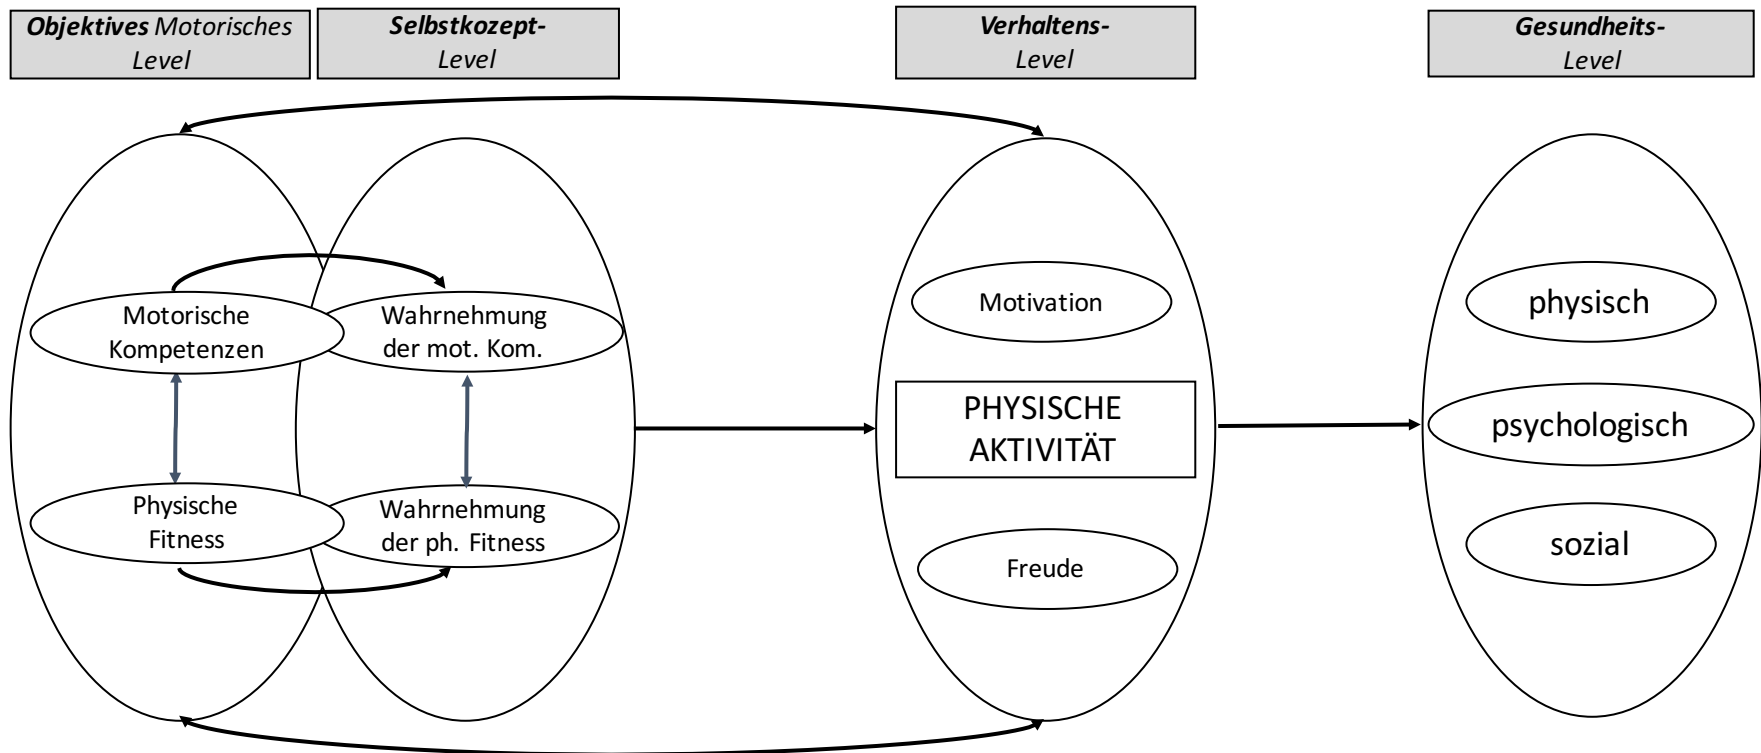 Objektives Motorisches
Level
Selbstkozept-
Level
Verhaltens-
Level
Gesundheits-
Level
Motorische
Kompetenzen
Wahrnehmung
der mot. Kom.
Physische
Fitness
Wahrnehmung
der ph. Fitness
Motivation
PHYSISCHE
AKTIVITÄT
Freude
physisch
psychologisch
sozial